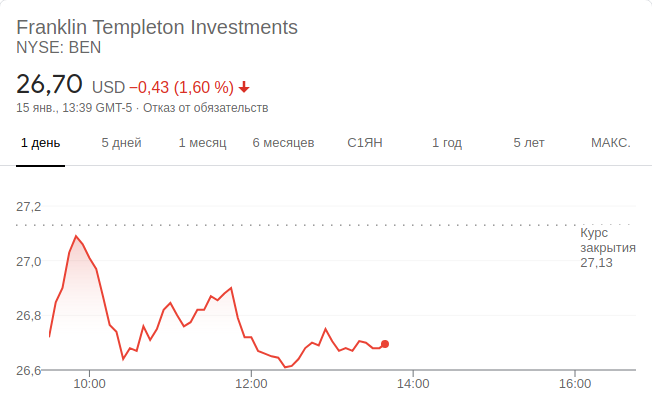 Franklin Templeton Investments
NYSE: BEN
26,70 USD −0,43 (1,60 %)
15 янв., 13:39 GMT-5 · Отказ от обязательств
1 день 5 дней 1 месяц 6 месяцев С1ЯН 1 год 5 лет МАКС.
27,2
Курс
закрытия
27,13
27,0
26,8
26,6
10:00 12:00 14:00 16:00